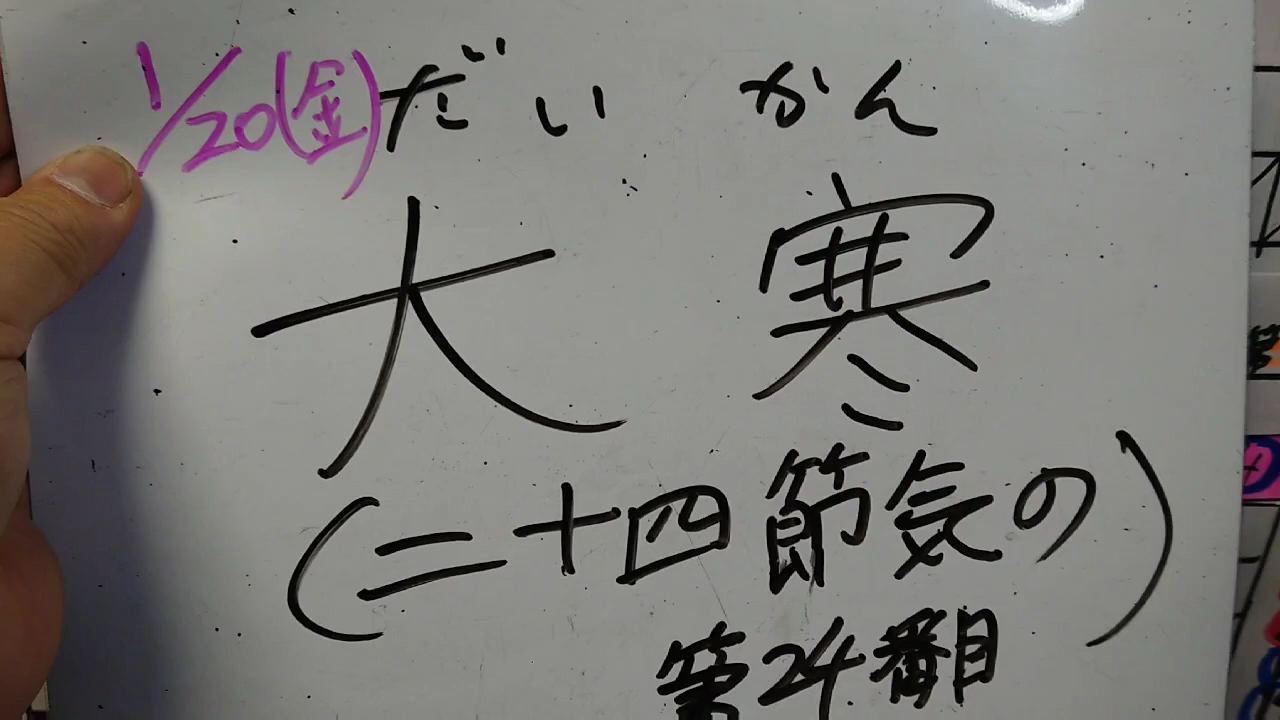 1/20(金)
だい かん
大 寒
(二十四節気の)
第24番目